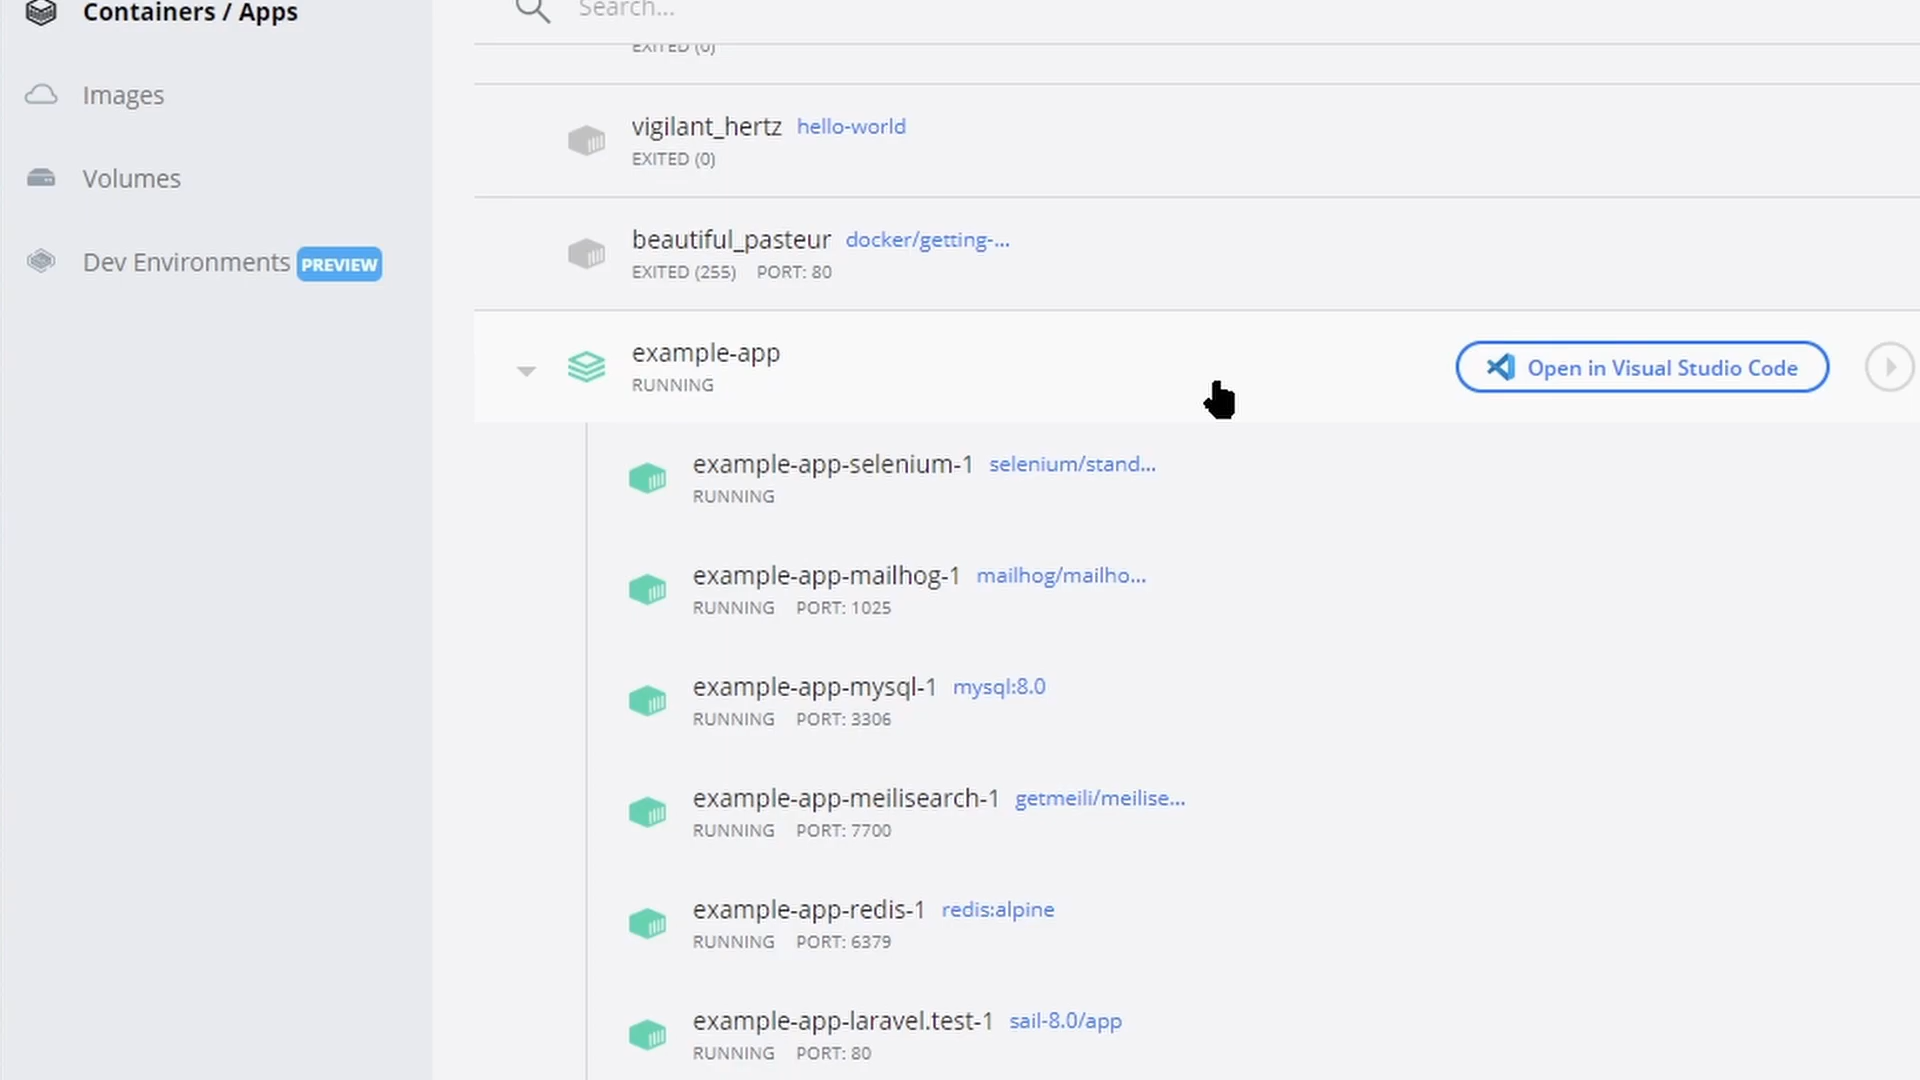 Containers / Apps
Images
Volumes
Dev Environments PREVIEW
Search...
EXITED (0)
vigilant_hertz hello-world
EXITED (0)
beautiful_pasteur docker/getting-...
EXITED (255) PORT: 80
example-app
RUNNING
Open in Visual Studio Code
example-app-selenium-1 selenium/stand...
RUNNING
example-app-mailhog-1 mailhog/mailho...
RUNNING PORT: 1025
example-app-mysql-1 mysql:8.0
RUNNING PORT: 3306
example-app-meilisearch-1 getmeili/meilise...
RUNNING PORT: 7700
example-app-redis-1 redis:alpine
RUNNING PORT: 6379
example-app-laravel.test-1 sail-8.0/app
RUNNING PORT: 80